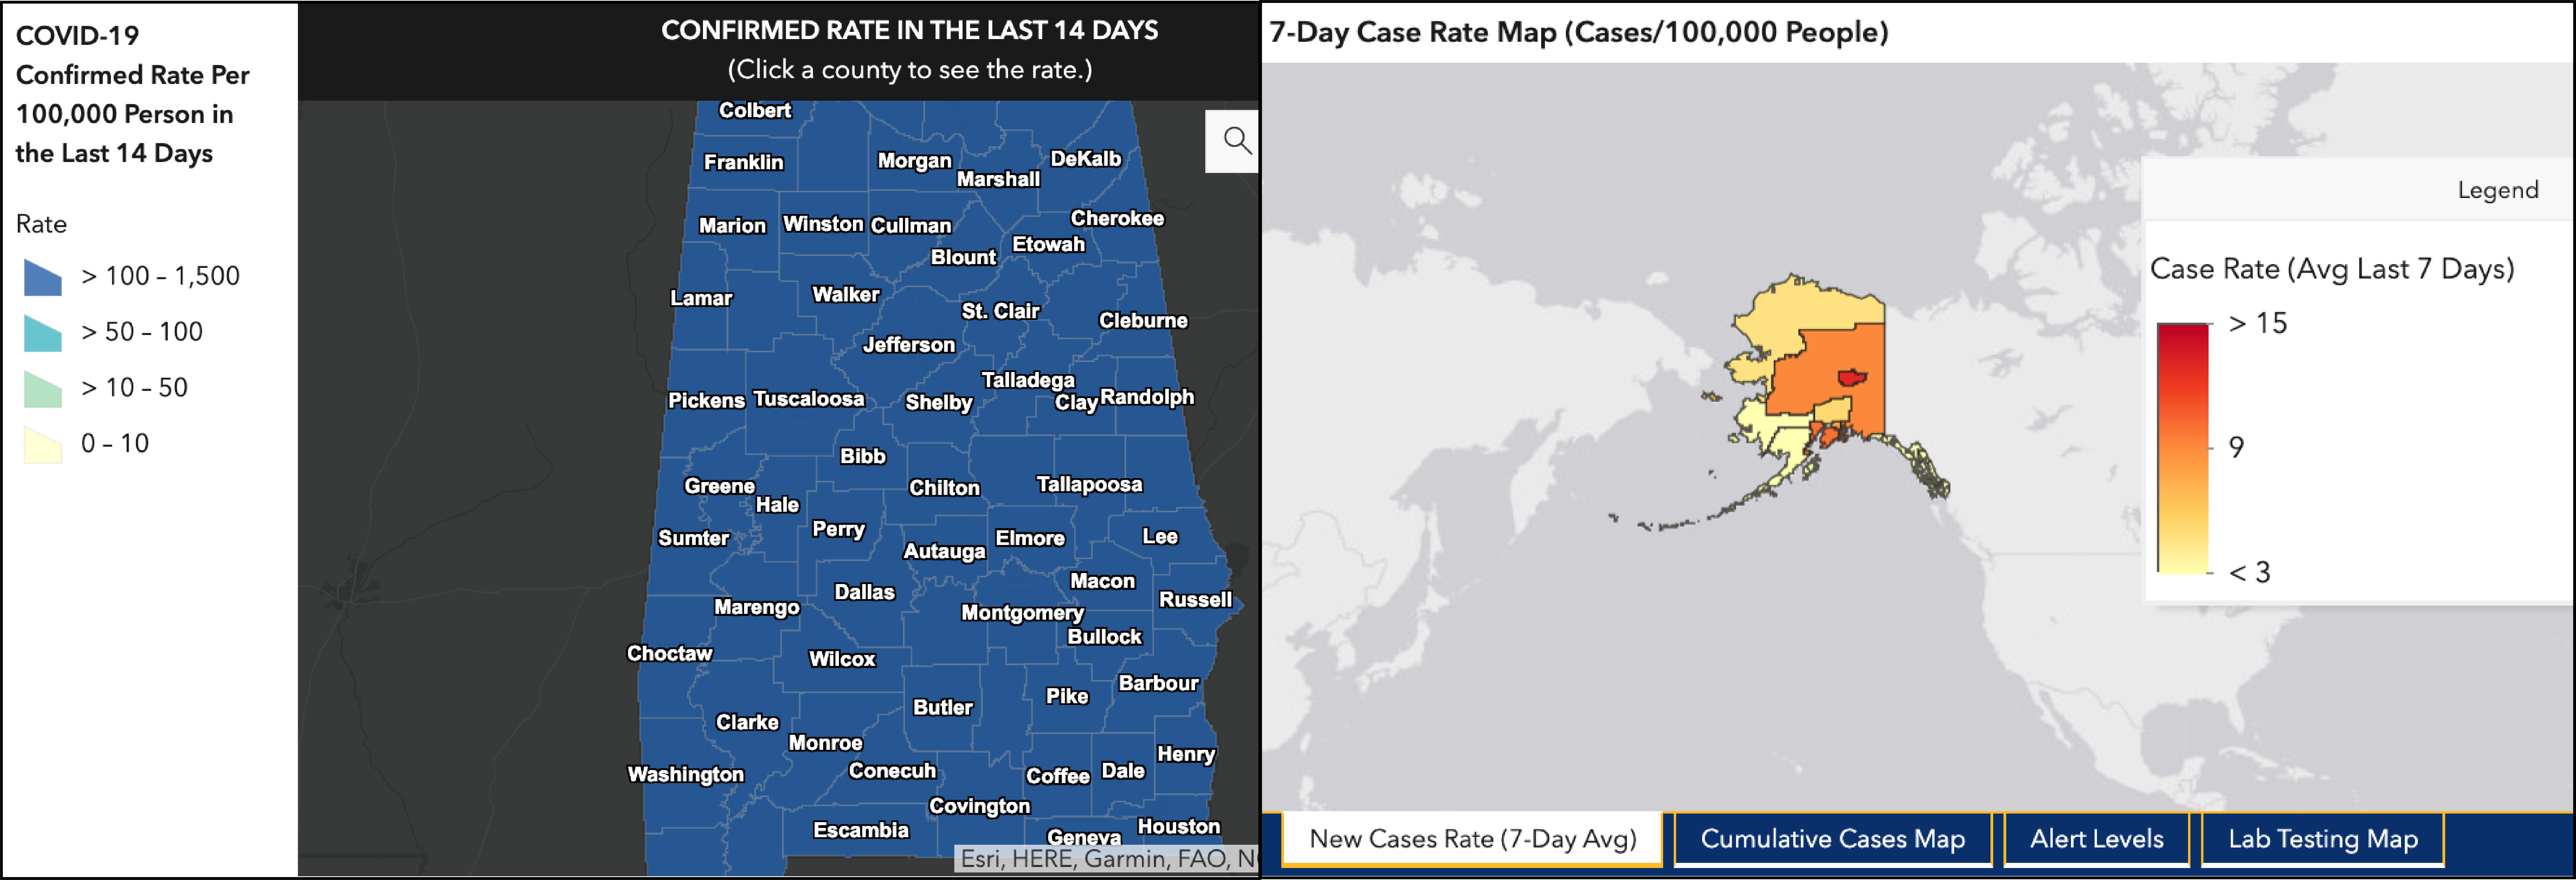 COVID-19
Confirmed Rate Per
100,000 Person in
the Last 14 Days
Rate
> 100 – 1,500
> 50 – 100
> 10 – 50
0 – 10
CONFIRMED RATE IN THE LAST 14 DAYS
(Click a county to see the rate.)
Colbert
Franklin
Morgan
DeKalb
Marshall
Marion
Winston
Cullman
Cherokee
Etowah
Blount
Lamar
Walker
St. Clair
Cleburne
Jefferson
Talladega
Pickens
Tuscaloosa
Shelby
Clay
Randolph
Bibb
Greene
Chilton
Tallapoosa
Hale
Perry
Sumter
Autauga
Elmore
Lee
Macon
Dallas
Russell
Marengo
Montgomery
Bullock
Choctaw
Wilcox
Barbour
Pike
Butler
Clarke
Monroe
Henry
Washington
Conecuh
Coffee
Dale
Covington
Escambia
Houston
Geneva
Esri, HERE, Garmin, FAO, N
7-Day Case Rate Map (Cases/100,000 People)
Legend
Case Rate (Avg Last 7 Days)
> 15
9
< 3
New Cases Rate (7-Day Avg)
Cumulative Cases Map
Alert Levels
Lab Testing Map